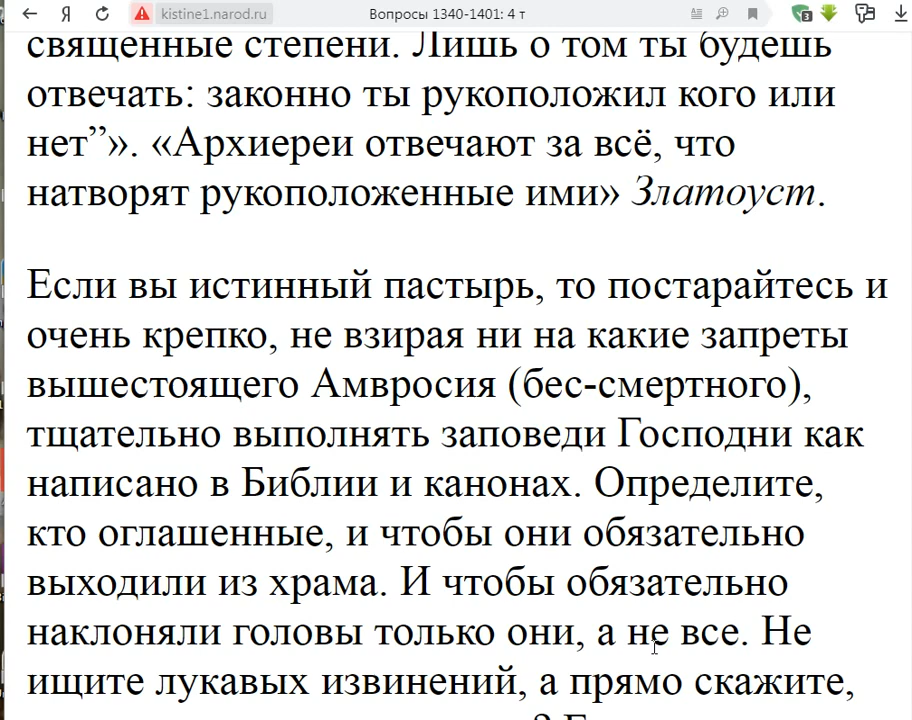 kistine1.narod.ru
Вопросы 1340-1401: 4 т
3
священные степени. Лишь о том ты будешь
отвечать: законно ты рукоположил кого или
нет”». «Архиереи отвечают за всё, что
натворят рукоположенные ими» Златоуст.
Если вы истинный пастырь, то постарайтесь и
очень крепко, не взирая ни на какие запреты
вышестоящего Амвросия (бес-смертного),
тщательно выполнять заповеди Господни как
написано в Библии и канонах. Определите,
кто оглашенные, и чтобы они обязательно
выходили из храма. И чтобы обязательно
наклоняли головы только они, а не все. Не
ищите лукавых извинений, а прямо скажите,